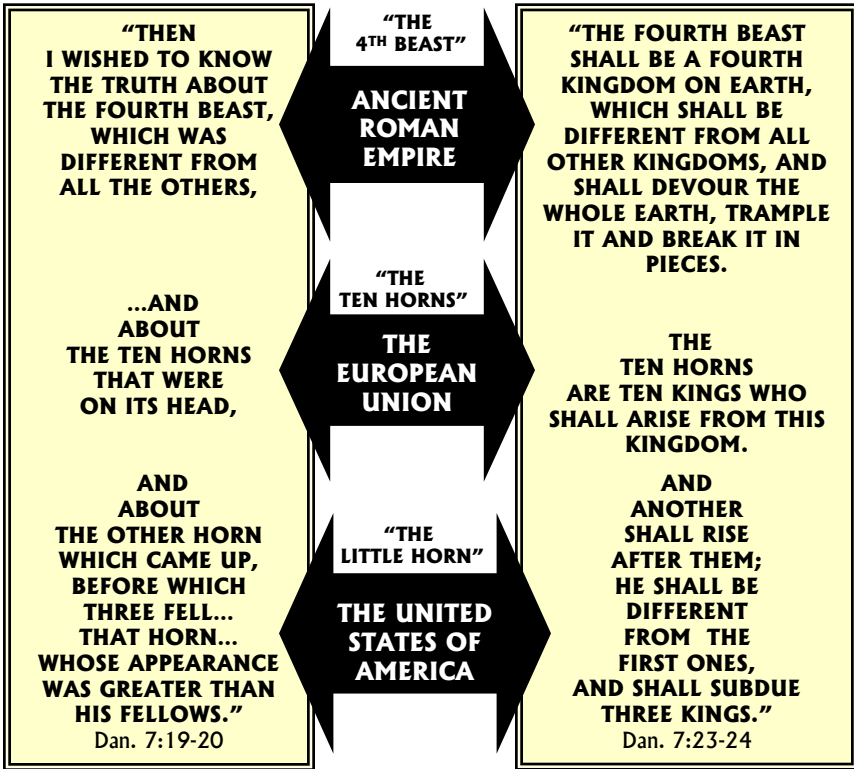 “THEN
I WISHED TO KNOW
THE TRUTH ABOUT
THE FOURTH BEAST,
WHICH WAS
DIFFERENT FROM
ALL THE OTHERS,
...AND
ABOUT
THE TEN HORNS
THAT WERE
ON ITS HEAD,
AND
ABOUT
THE OTHER HORN
WHICH CAME UP,
BEFORE WHICH
THREE FELL...
THAT HORN...
WHOSE APPEARANCE
WAS GREATER THAN
HIS FELLOWS.”
Dan. 7:19-20
“THE
4TH BEAST”
ANCIENT
ROMAN
EMPIRE
“THE
TEN HORNS”
THE
EUROPEAN
UNION
“THE
LITTLE HORN”
THE UNITED
STATES OF
AMERICA
“THE FOURTH BEAST
SHALL BE A FOURTH
KINGDOM ON EARTH,
WHICH SHALL BE
DIFFERENT FROM ALL
OTHER KINGDOMS, AND
SHALL DEVOUR THE
WHOLE EARTH, TRAMPLE
IT AND BREAK IT IN
PIECES.
THE
TEN HORNS
ARE TEN KINGS WHO
SHALL ARISE FROM THIS
KINGDOM.
AND
ANOTHER
SHALL RISE
AFTER THEM;
HE SHALL BE
DIFFERENT
FROM THE
FIRST ONES,
AND SHALL SUBDUE
THREE KINGS.”
Dan. 7:23-24